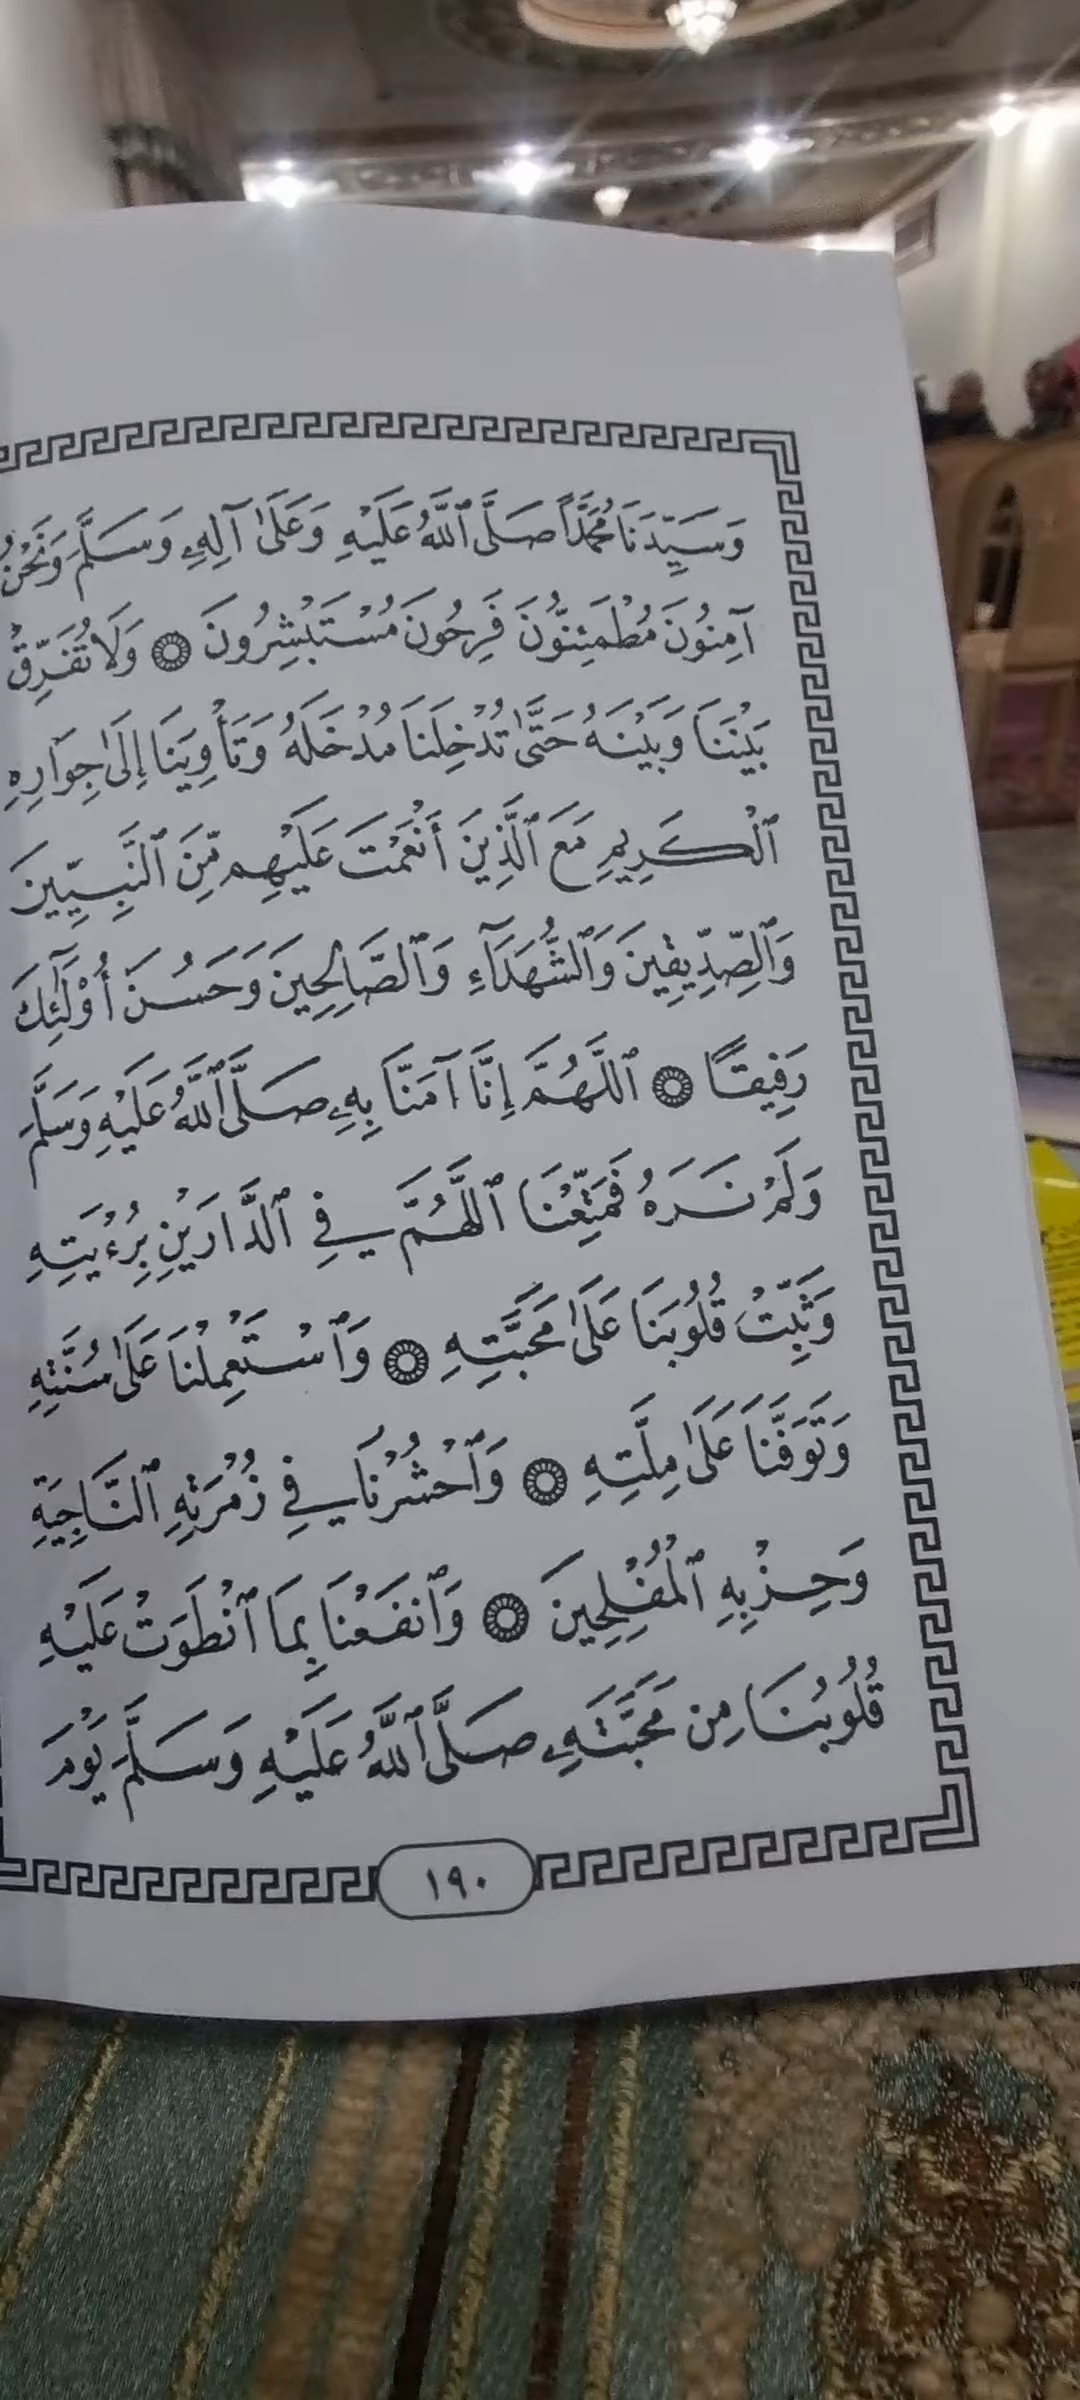 وَسَيِّدَنَا مُحَمَّدًا صَلَّى ٱللَّهُ عَلَيْهِ وَعَلَىٰ آلِهِۦ وَسَلَّمَ وَنَحْنُ
آمِنُونَ مُطْمَئِنُّونَ فَرِحُونَ مُسْتَبْشِرُونَ ۞ وَلَا تُفَرِّقْ
بَيْنَنَا وَبَيْنَهُ حَتَّىٰ تُدْخِلَنَا مُدْخَلَهُ وَتَأْوِيَنَا إِلَىٰ جِوَارِهِ
ٱلْكَرِيمِ مَعَ ٱلَّذِينَ أَنْعَمْتَ عَلَيْهِم مِّنَ ٱلنَّبِيِّينَ
وَٱلصِّدِّيقِينَ وَٱلشُّهَدَآءِ وَٱلصَّالِحِينَ وَحَسُنَ أُوْلَٰٓئِكَ
رَفِيقًا ۞ ٱللَّهُمَّ إِنَّا آمَنَّا بِهِۦ صَلَّى ٱللَّهُ عَلَيْهِ وَسَلَّمَ
وَلَمْ نَرَهُ فَمَتِّعْنَا ٱللَّهُمَّ فِي ٱلدَّارَيْنِ بِرُءْيَتِهِ
وَثَبِّتْ قُلُوبَنَا عَلَىٰ مَحَبَّتِهِ ۞ وَٱسْتَعْمِلْنَا عَلَىٰ سُنَّتِهِ
وَتَوَفَّنَا عَلَىٰ مِلَّتِهِ ۞ وَٱحْشُرْنَا فِي زُمْرَتِهِ ٱلنَّاجِيَةِ
وَحِزْبِهِ ٱلْمُفْلِحِينَ ۞ وَٱنفَعْنَا بِمَا ٱنْطَوَتْ عَلَيْهِ
قُلُوبُنَا مِن مَحَبَّتِهِۦ صَلَّى ٱللَّهُ عَلَيْهِ وَسَلَّمَ يَوْمَ
١٩٠